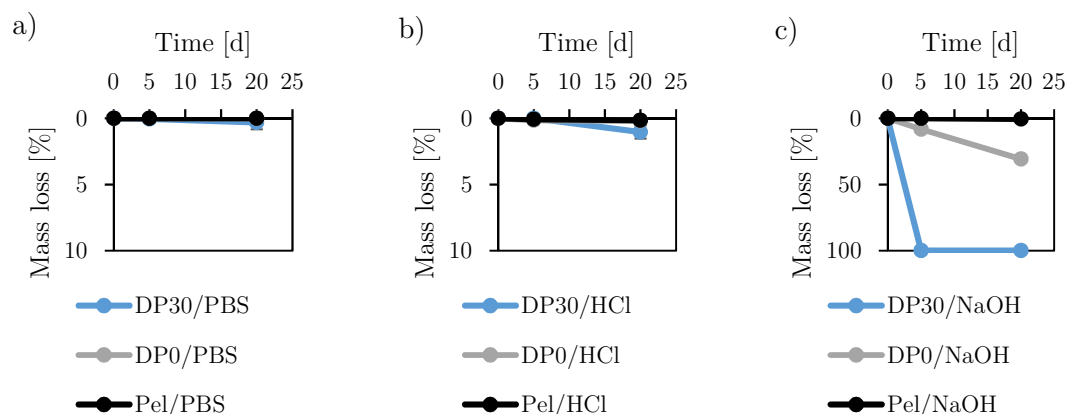 a)
Time [d]
0 5 10 15 20 25
0
5
10
Mass loss [%]
DP30/PBS
DP0/PBS
Pel/PBS
b)
Time [d]
0 5 10 15 20 25
0
5
10
Mass loss [%]
DP30/HCl
DP0/HCl
Pel/HCl
c)
Time [d]
0 5 10 15 20 25
0
50
100
Mass loss [%]
DP30/NaOH
DP0/NaOH
Pel/NaOH